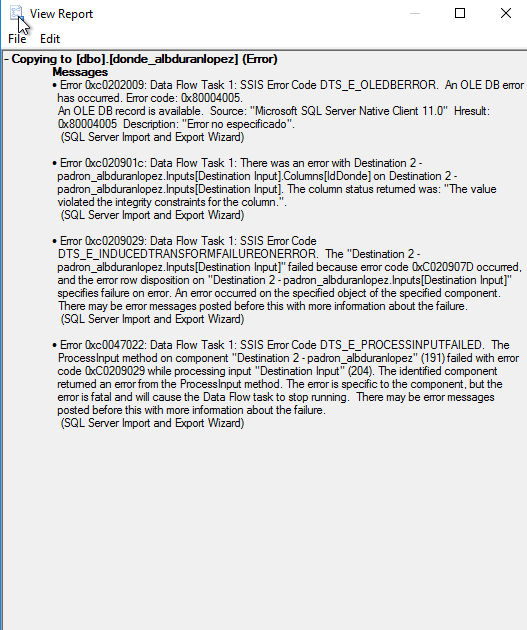 View Report
File Edit
- Copying to [dbo].[donde_albduranlopez] (Error)
Messages
• Error 0xc0202009: Data Flow Task 1: SSIS Error Code DTS_E_OLEDBERROR.  An OLE DB error
has occurred. Error code: 0x80004005.
An OLE DB record is available.  Source: "Microsoft SQL Server Native Client 11.0"  Hresult:
0x80004005  Description: "Error no especificado".
(SQL Server Import and Export Wizard)
• Error 0xc020901c: Data Flow Task 1: There was an error with Destination 2 -
padron_albduranlopez.Inputs[Destination Input].Columns[IdDonde] on Destination 2 -
padron_albduranlopez.Inputs[Destination Input]. The column status returned was: "The value
violated the integrity constraints for the column.".
(SQL Server Import and Export Wizard)
• Error 0xc0209029: Data Flow Task 1: SSIS Error Code
DTS_E_INDUCEDTRANSFORMFAILUREONERROR.  The "Destination 2 -
padron_albduranlopez.Inputs[Destination Input]" failed because error code 0xC020907D occurred,
and the error row disposition on "Destination 2 - padron_albduranlopez.Inputs[Destination Input]"
specifies failure on error. An error occurred on the specified object of the specified component.
There may be error messages posted before this with more information about the failure.
(SQL Server Import and Export Wizard)
• Error 0xc0047022: Data Flow Task 1: SSIS Error Code DTS_E_PROCESSINPUTFAILED.  The
ProcessInput method on component "Destination 2 - padron_albduranlopez" (191) failed with error
code 0xC0209029 while processing input "Destination Input" (204). The identified component
returned an error from the ProcessInput method. The error is specific to the component, but the
error is fatal and will cause the Data Flow task to stop running.  There may be error messages
posted before this with more information about the failure.
(SQL Server Import and Export Wizard)